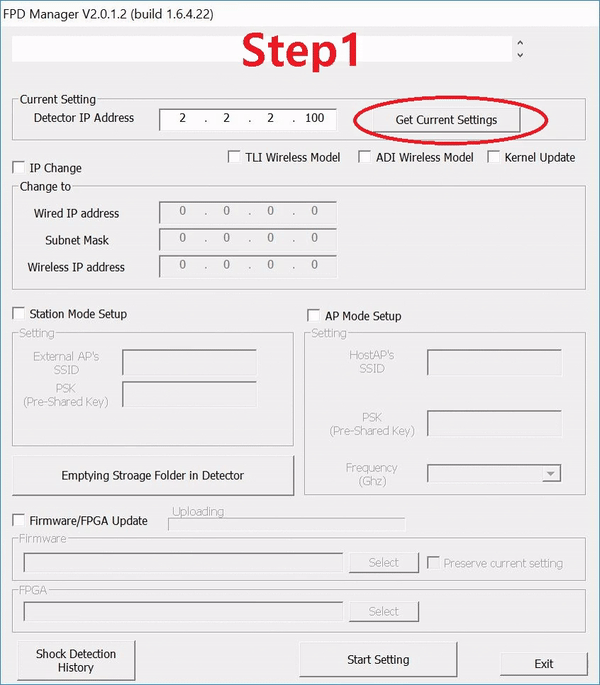 FPD Manager V2.0.1.2 (build 1.6.4.22)
Step1
Current Setting
Detector IP Address
2 . 2 . 2 . 100
Get Current Settings
TLI Wireless Model
ADI Wireless Model
Kernel Update
IP Change
Change to
Wired IP address
0 . 0 . 0 . 0
Subnet Mask
0 . 0 . 0 . 0
Wireless IP address
0 . 0 . 0 . 0
Station Mode Setup
Setting
External AP's
SSID
PSK
(Pre-Shared Key)
AP Mode Setup
Setting
HostAP's
SSID
PSK
(Pre-Shared Key)
Frequency
(Ghz)
Emptying Stroage Folder in Detector
Firmware/FPGA Update
Uploading
Firmware
Select
Preserve current setting
FPGA
Select
Shock Detection
History
Start Setting
Exit